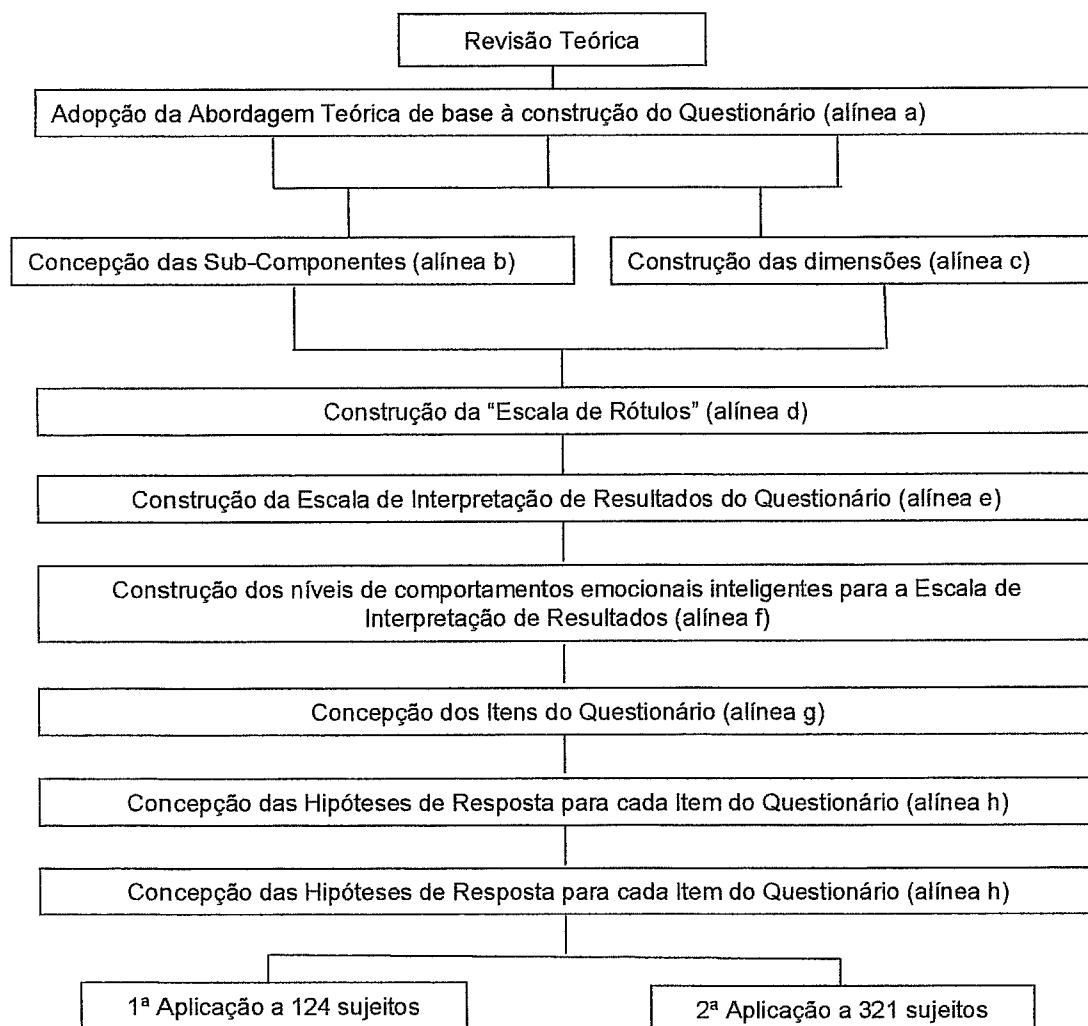 Revisão Teórica
Adopção da Abordagem Teórica de base à construção do Questionário (alínea a)
Concepção das Sub-Componentes (alínea b)
Construção das dimensões (alínea c)
Construção da “Escala de Rótulos” (alínea d)
Construção da Escala de Interpretação de Resultados do Questionário (alínea e)
Construção dos níveis de comportamentos emocionais inteligentes para a Escala de
Interpretação de Resultados (alínea f)
Concepção dos Itens do Questionário (alínea g)
Concepção das Hipóteses de Resposta para cada Item do Questionário (alínea h)
Concepção das Hipóteses de Resposta para cada Item do Questionário (alínea h)
1ª Aplicação a 124 sujeitos
2ª Aplicação a 321 sujeitos